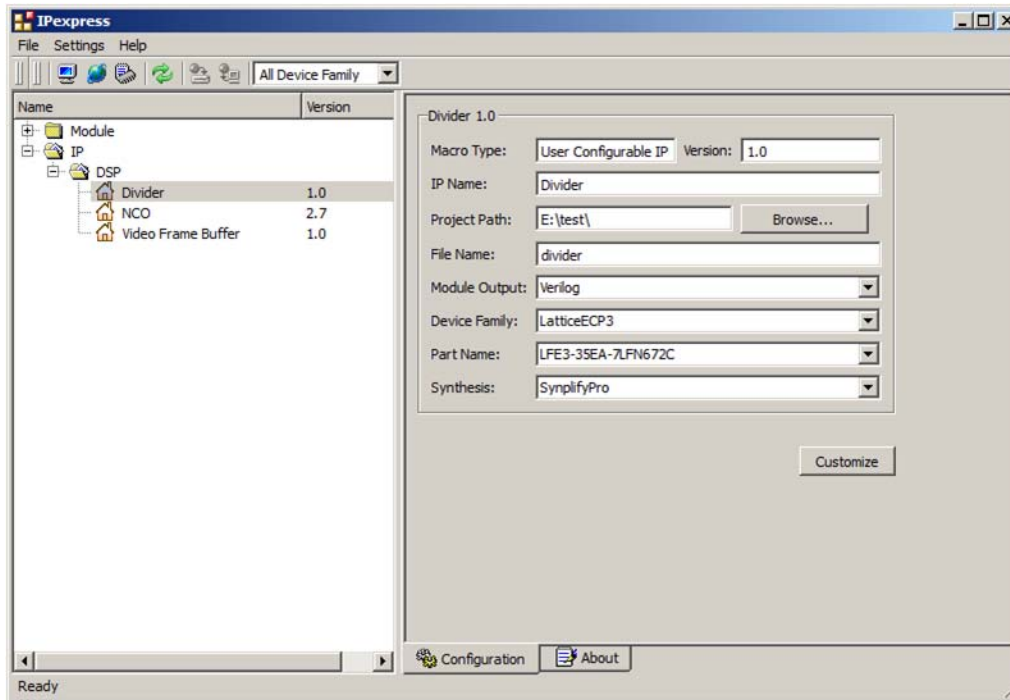 IPexpress
File Settings Help
All Device Family
Name Version
Module
IP
DSP
Divider 1.0
NCO 2.7
Video Frame Buffer 1.0
Divider 1.0
Macro Type: User Configurable IP Version: 1.0
IP Name: Divider
Project Path: E:\test\ Browse...
File Name: divider
Module Output: Verilog
Device Family: LatticeECP3
Part Name: LFE3-35EA-7LFN672C
Synthesis: SynplifyPro
Customize
Configuration About
Ready